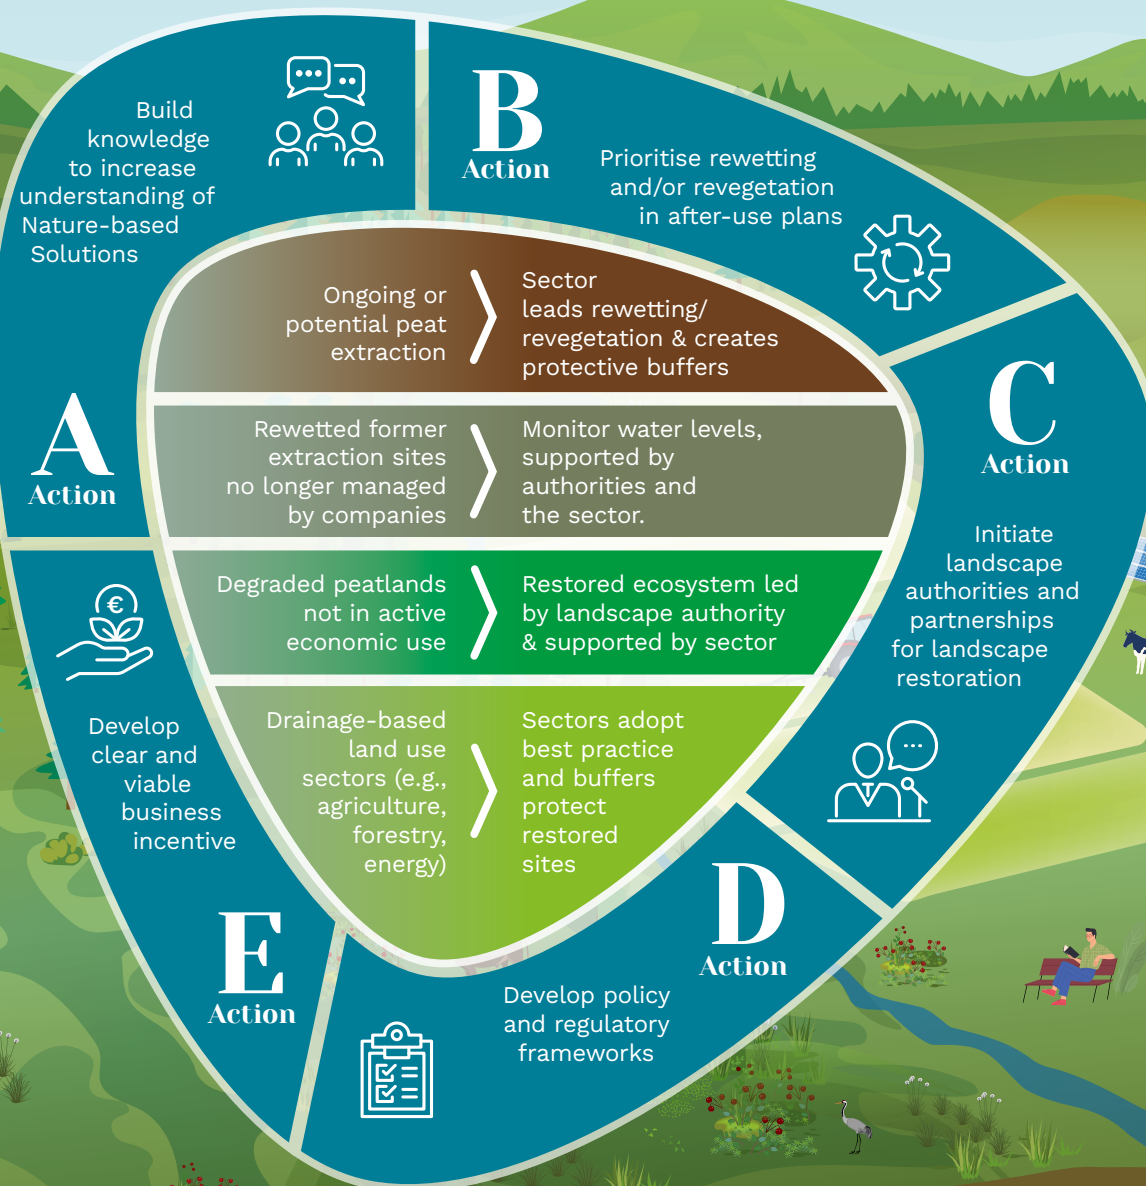 Build
knowledge
to increase
understanding of
Nature-based
Solutions
A
Action
B
Action
Prioritise rewetting
and/or revegetation
in after-use plans
C
Action
Initiate
landscape
authorities and
partnerships
for landscape
restoration
D
Action
Develop policy
and regulatory
frameworks
€
Develop
clear and
viable
business
incentive
E
Action
Ongoing or
potential peat
extraction
Sector
leads rewetting/
revegetation & creates
protective buffers
Rewetted former
extraction sites
no longer managed
by companies
Monitor water levels,
supported by
authorities and
the sector.
Degraded peatlands
not in active
economic use
Restored ecosystem led
by landscape authority
& supported by sector
Drainage-based
land use
sectors (e.g.,
agriculture,
forestry,
energy)
Sectors adopt
best practice
and buffers
protect
restored
sites